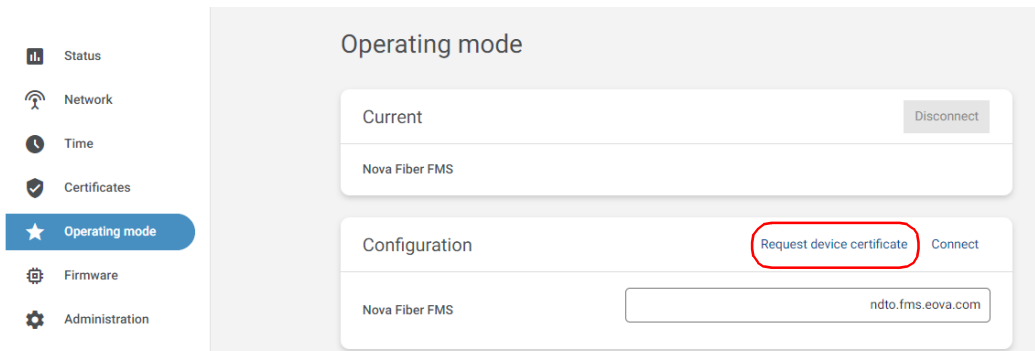 Operating mode
Status
Network
Time
Certificates
Operating mode
Firmware
Administration
Current
Disconnect
Nova Fiber FMS
Configuration
Request device certificate
Connect
Nova Fiber FMS
ndto.fms.eova.com